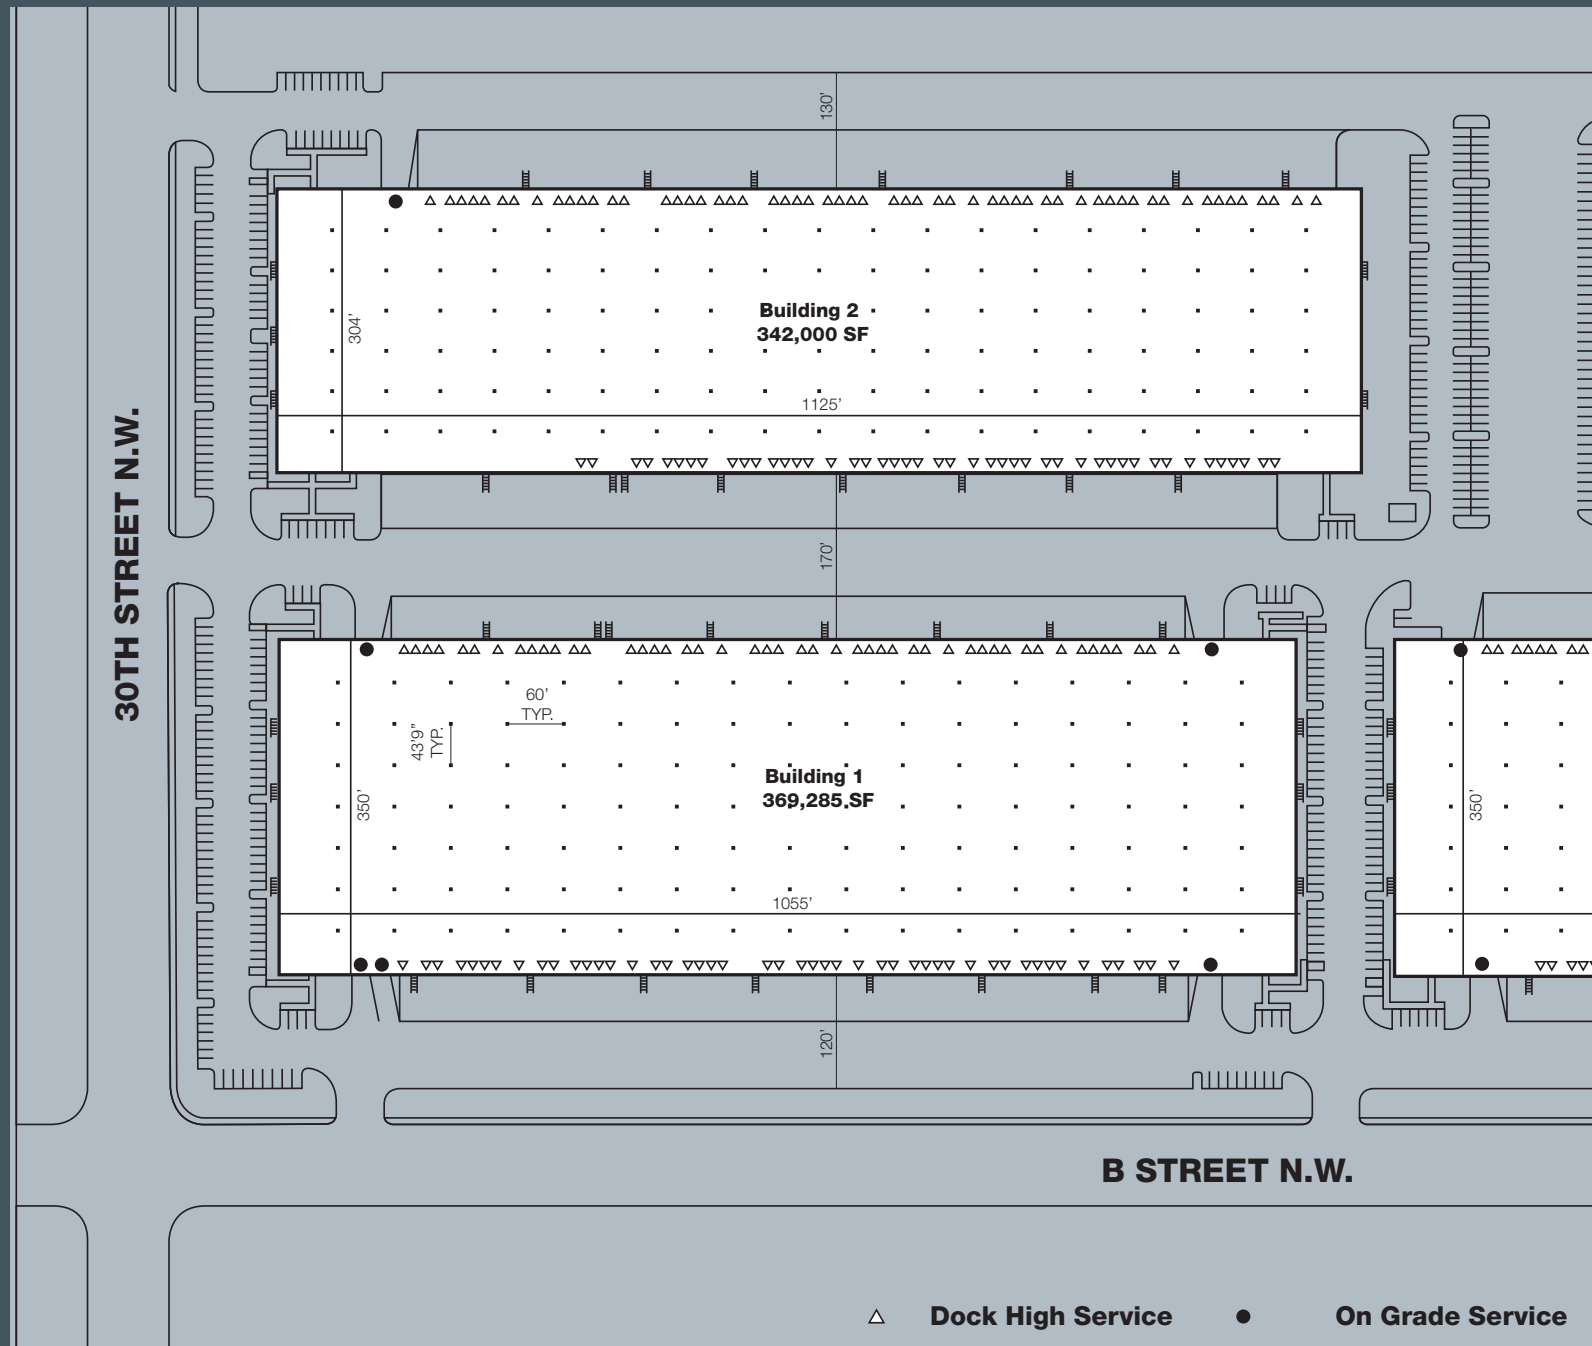 130’
304’
Building 2
342,000 SF
1125’
30TH STREET N.W.
170’
60’
TYP.
43’9”
TYP.
Building 1
369,285 SF
350’
350’
1055’
120’
B STREET N.W.
Dock High Service
On Grade Service